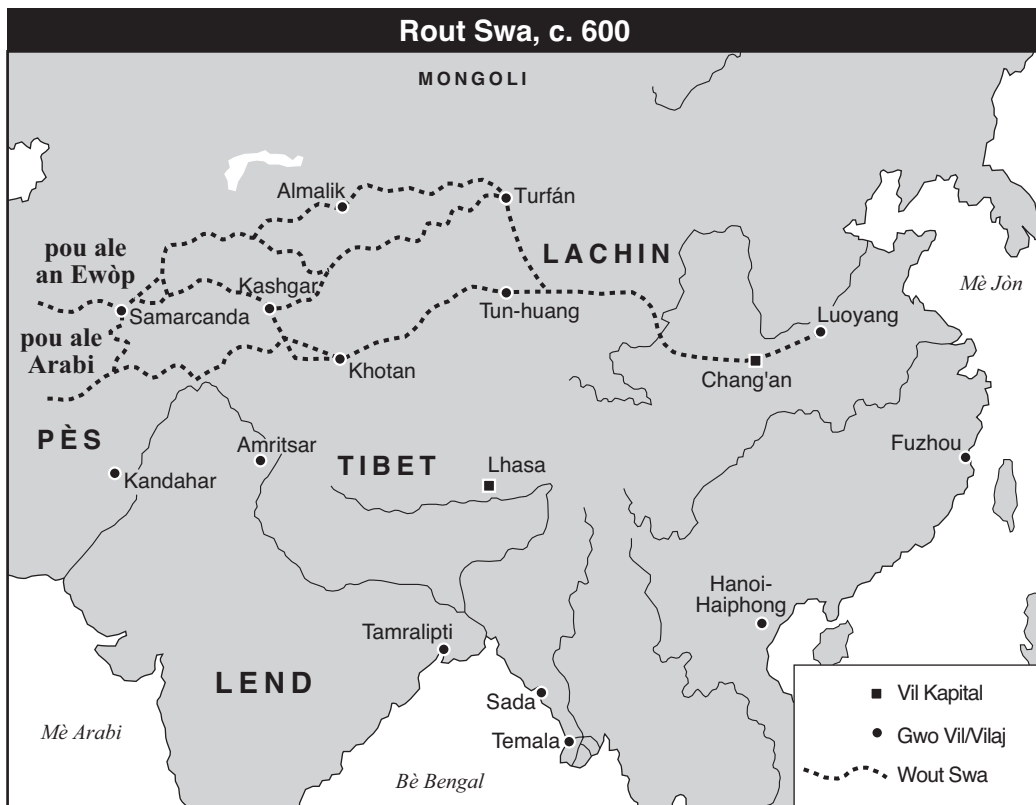 Rout Swa, c. 600
MONGOLI
Almalik
Turfán
pou ale
an Ewòp
LACHIN
Kashgar
Mè Jòn
Samarcanda
Tun-huang
Luoyang
pou ale
Arabi
Khotan
Chang'an
PÈS
Amritsar
Fuzhou
TIBET
Lhasa
Kandahar
Hanoi-
Haiphong
Tamralipti
LEND
Sada
Vil Kapital
Mè Arabi
Temala
Gwo Vil/Vilaj
Bè Bengal
Wout Swa